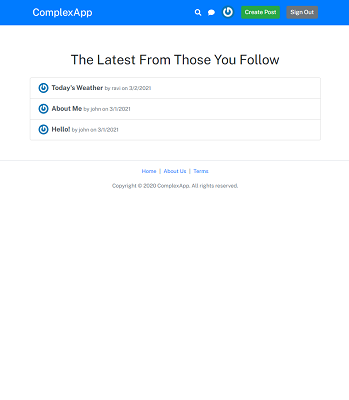 ComplexApp Create Post Sign Out
The Latest From Those You Follow
Today's Weather by ravi on 3/2/2021
About Me by john on 3/1/2021
Hello! by john on 3/1/2021
Home | About Us | Terms
Copyright © 2020 ComplexApp. All rights reserved.